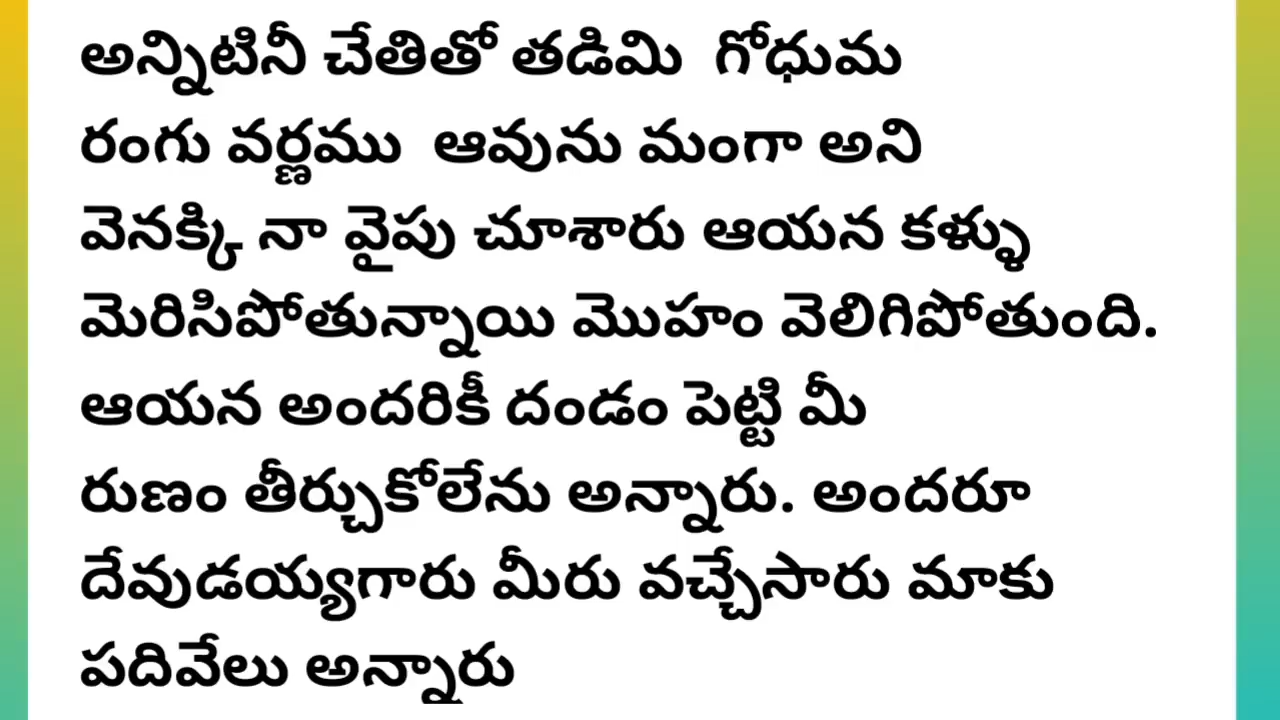 అన్నిటినీ చేతితో తడిమి గోధుమ
రంగు వర్ణము ఆవును మంగా అని
వెనక్కి నా వైపు చూశారు ఆయన కళ్ళు
మెరిసిపోతున్నాయి మొహం వెలిగిపోతుంది.
ఆయన అందరికీ దండం పెట్టి మీ
రుణం తీర్చుకోలేను అన్నారు. అందరూ
దేవుడయ్యగారు మీరు వచ్చేసారు మాకు
పదివేలు అన్నారు